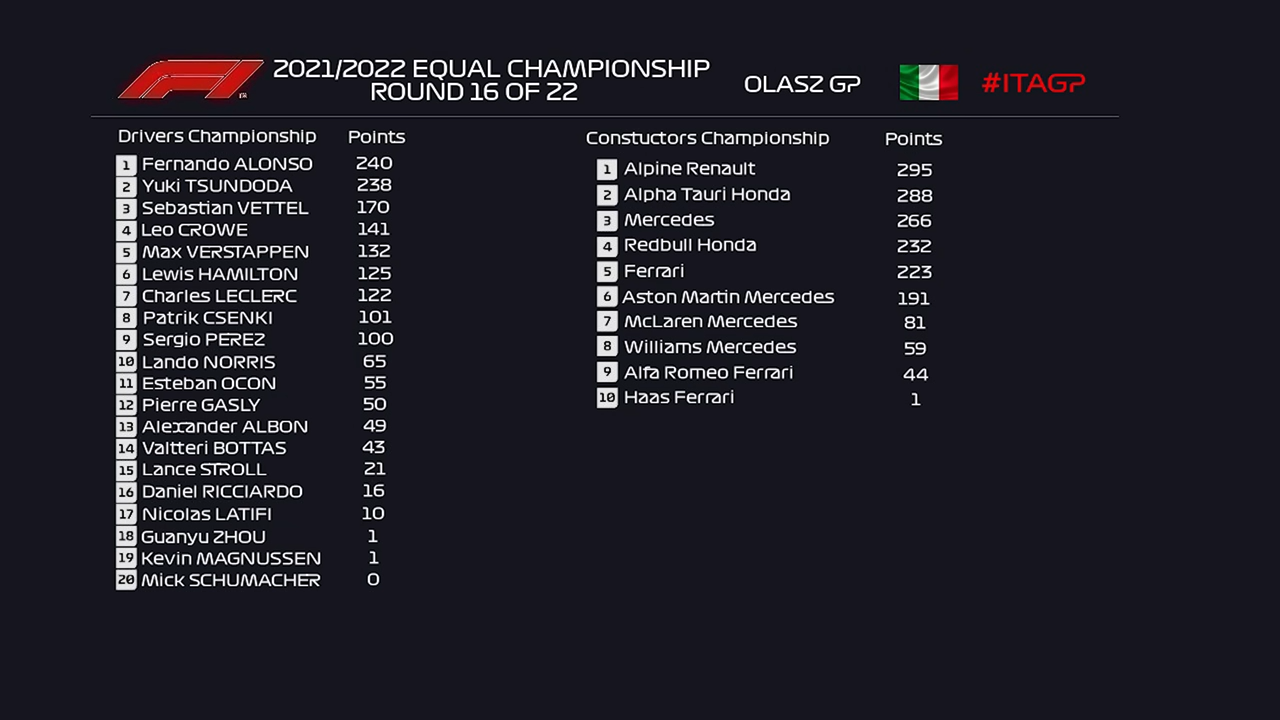 F1
2021/2022 EQUAL CHAMPIONSHIP
ROUND 16 OF 22
OLASZ GP
#ITAGP
Drivers Championship Points
1 Fernando ALONSO 240
2 Yuki TSUNDODA 238
3 Sebastian VETTEL 170
4 Leo CROWE 141
5 Max VERSTAPPEN 132
6 Lewis HAMILTON 125
7 Charles LECLERC 122
8 Patrik CSENKI 101
9 Sergio PEREZ 100
10 Lando NORRIS 65
11 Esteban OCON 55
12 Pierre GASLY 50
13 Alexander ALBON 49
14 Valtteri BOTTAS 43
15 Lance STROLL 21
16 Daniel RICCIARDO 16
17 Nicolas LATIFI 10
18 Guanyu ZHOU 1
19 Kevin MAGNUSSEN 1
20 Mick SCHUMACHER 0
Constuctors Championship Points
1 Alpine Renault 295
2 Alpha Tauri Honda 288
3 Mercedes 266
4 Redbull Honda 232
5 Ferrari 223
6 Aston Martin Mercedes 191
7 McLaren Mercedes 81
8 Williams Mercedes 59
9 Alfa Romeo Ferrari 44
10 Haas Ferrari 1